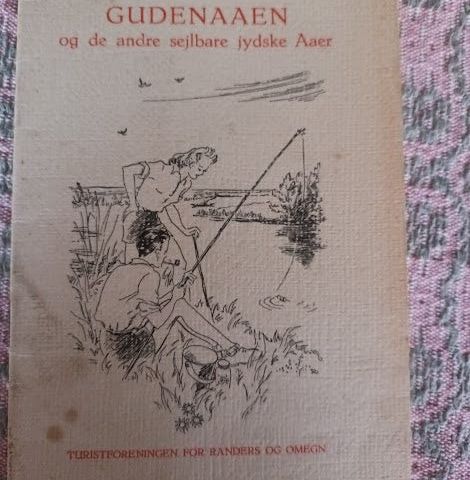 GUDENAAEN
og de andre sejlbare jydske Aaer
TURISTFORENINGEN FOR RANDERS OG OMEGN